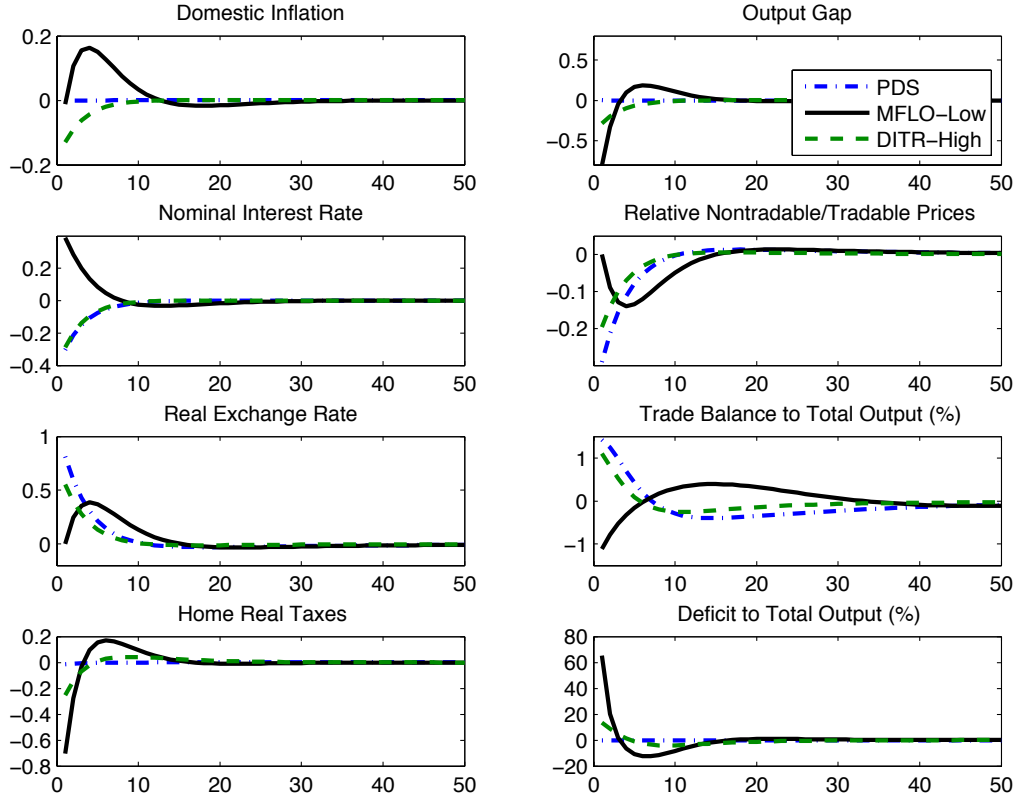 Domestic Inflation
0.2
0
−0.2
0 10 20 30 40 50
Output Gap
0.5
0
−0.5
0 10 20 30 40 50
PDS
MFLO−Low
DITR−High
Nominal Interest Rate
0.2
0
−0.2
−0.4
0 10 20 30 40 50
Relative Nontradable/Tradable Prices
0
−0.1
−0.2
0 10 20 30 40 50
Real Exchange Rate
1
0.5
0
0 10 20 30 40 50
Trade Balance to Total Output (%)
1
0
−1
0 10 20 30 40 50
Home Real Taxes
0.2
0
−0.2
−0.4
−0.6
−0.8
0 10 20 30 40 50
Deficit to Total Output (%)
80
60
40
20
0
−20
0 10 20 30 40 50